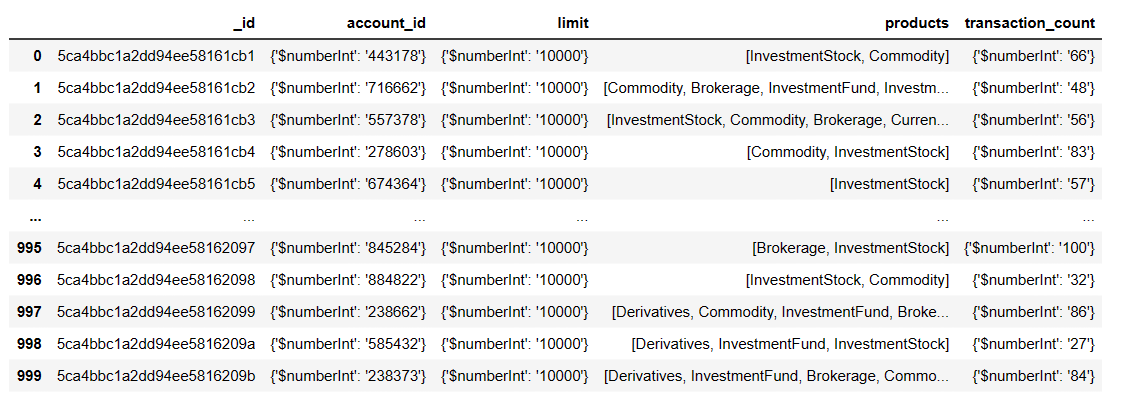 _id account_id limit products transaction_count
0 5ca4bbc1a2dd94ee58161cb1 {'$numberInt': '443178'} {'$numberInt': '10000'} [InvestmentStock, Commodity] {'$numberInt': '66'}
1 5ca4bbc1a2dd94ee58161cb2 {'$numberInt': '716662'} {'$numberInt': '10000'} [Commodity, Brokerage, InvestmentFund, Investm... {'$numberInt': '48'}
2 5ca4bbc1a2dd94ee58161cb3 {'$numberInt': '557378'} {'$numberInt': '10000'} [InvestmentStock, Commodity, Brokerage, Curren... {'$numberInt': '56'}
3 5ca4bbc1a2dd94ee58161cb4 {'$numberInt': '278603'} {'$numberInt': '10000'} [Commodity, InvestmentStock] {'$numberInt': '83'}
4 5ca4bbc1a2dd94ee58161cb5 {'$numberInt': '674364'} {'$numberInt': '10000'} [InvestmentStock] {'$numberInt': '57'}
... ... ... ... ... ...
995 5ca4bbc1a2dd94ee58162097 {'$numberInt': '845284'} {'$numberInt': '10000'} [Brokerage, InvestmentStock] {'$numberInt': '100'}
996 5ca4bbc1a2dd94ee58162098 {'$numberInt': '884822'} {'$numberInt': '10000'} [InvestmentStock, Commodity] {'$numberInt': '32'}
997 5ca4bbc1a2dd94ee58162099 {'$numberInt': '238662'} {'$numberInt': '10000'} [Derivatives, Commodity, InvestmentFund, Broke... {'$numberInt': '86'}
998 5ca4bbc1a2dd94ee5816209a {'$numberInt': '585432'} {'$numberInt': '10000'} [Derivatives, InvestmentFund, InvestmentStock] {'$numberInt': '27'}
999 5ca4bbc1a2dd94ee5816209b {'$numberInt': '238373'} {'$numberInt': '10000'} [Derivatives, InvestmentFund, Brokerage, Commo... {'$numberInt': '84'}